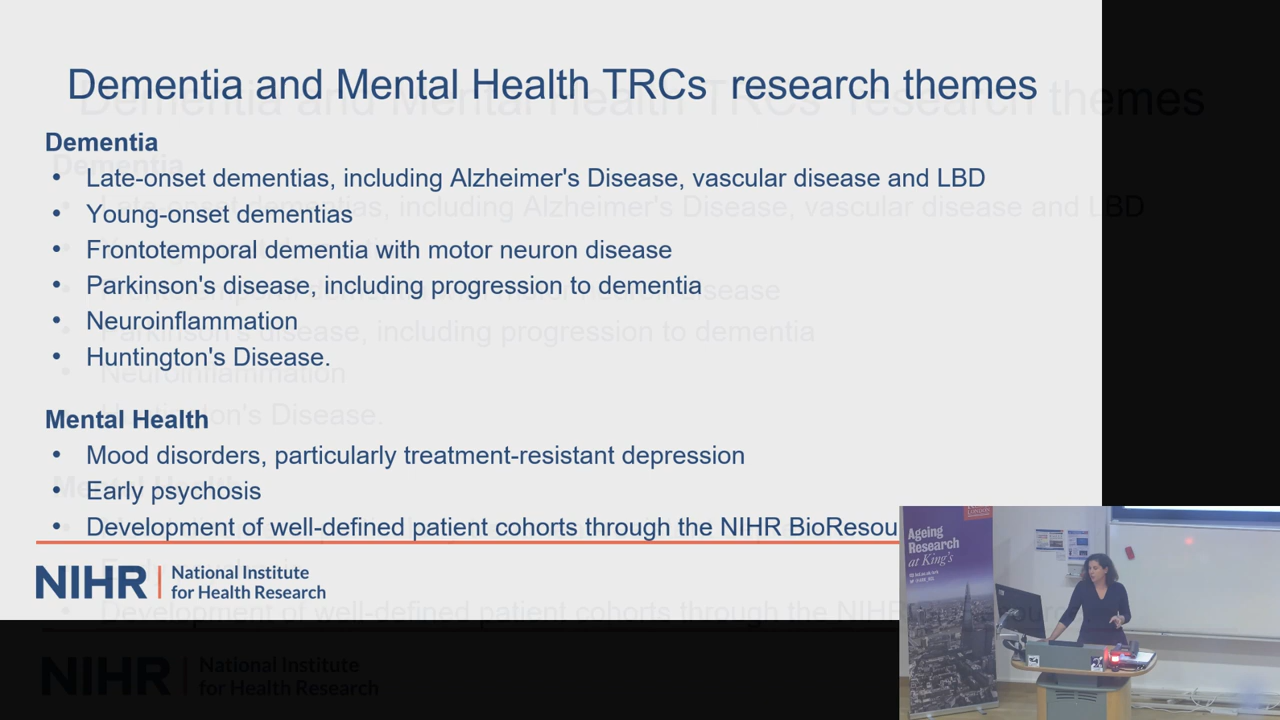 Dementia and Mental Health TRCs research themes
Dementia
• Late-onset dementias, including Alzheimer's Disease, vascular disease and LBD
• Young-onset dementias
• Frontotemporal dementia with motor neuron disease
• Parkinson's disease, including progression to dementia
• Neuroinflammation
• Huntington's Disease.
Mental Health
• Mood disorders, particularly treatment-resistant depression
• Early psychosis
• Development of well-defined patient cohorts through the NIHR BioResou
NIHR | National Institute
for Health Research
Ageing
Research
at King's